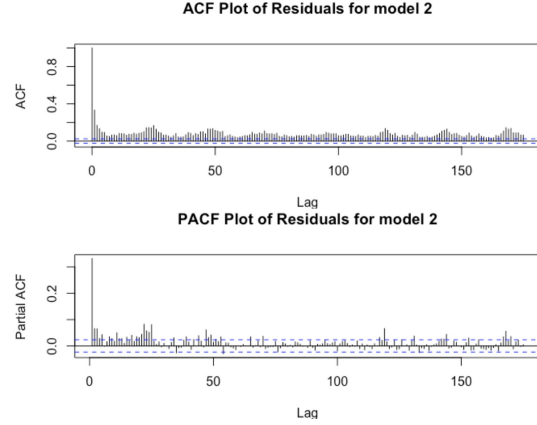 ACF Plot of Residuals for model 2
ACF
0.8
0.4
0.0
0 50 100 150
Lag
PACF Plot of Residuals for model 2
Partial ACF
0.2
0.0
0 50 100 150
Lag